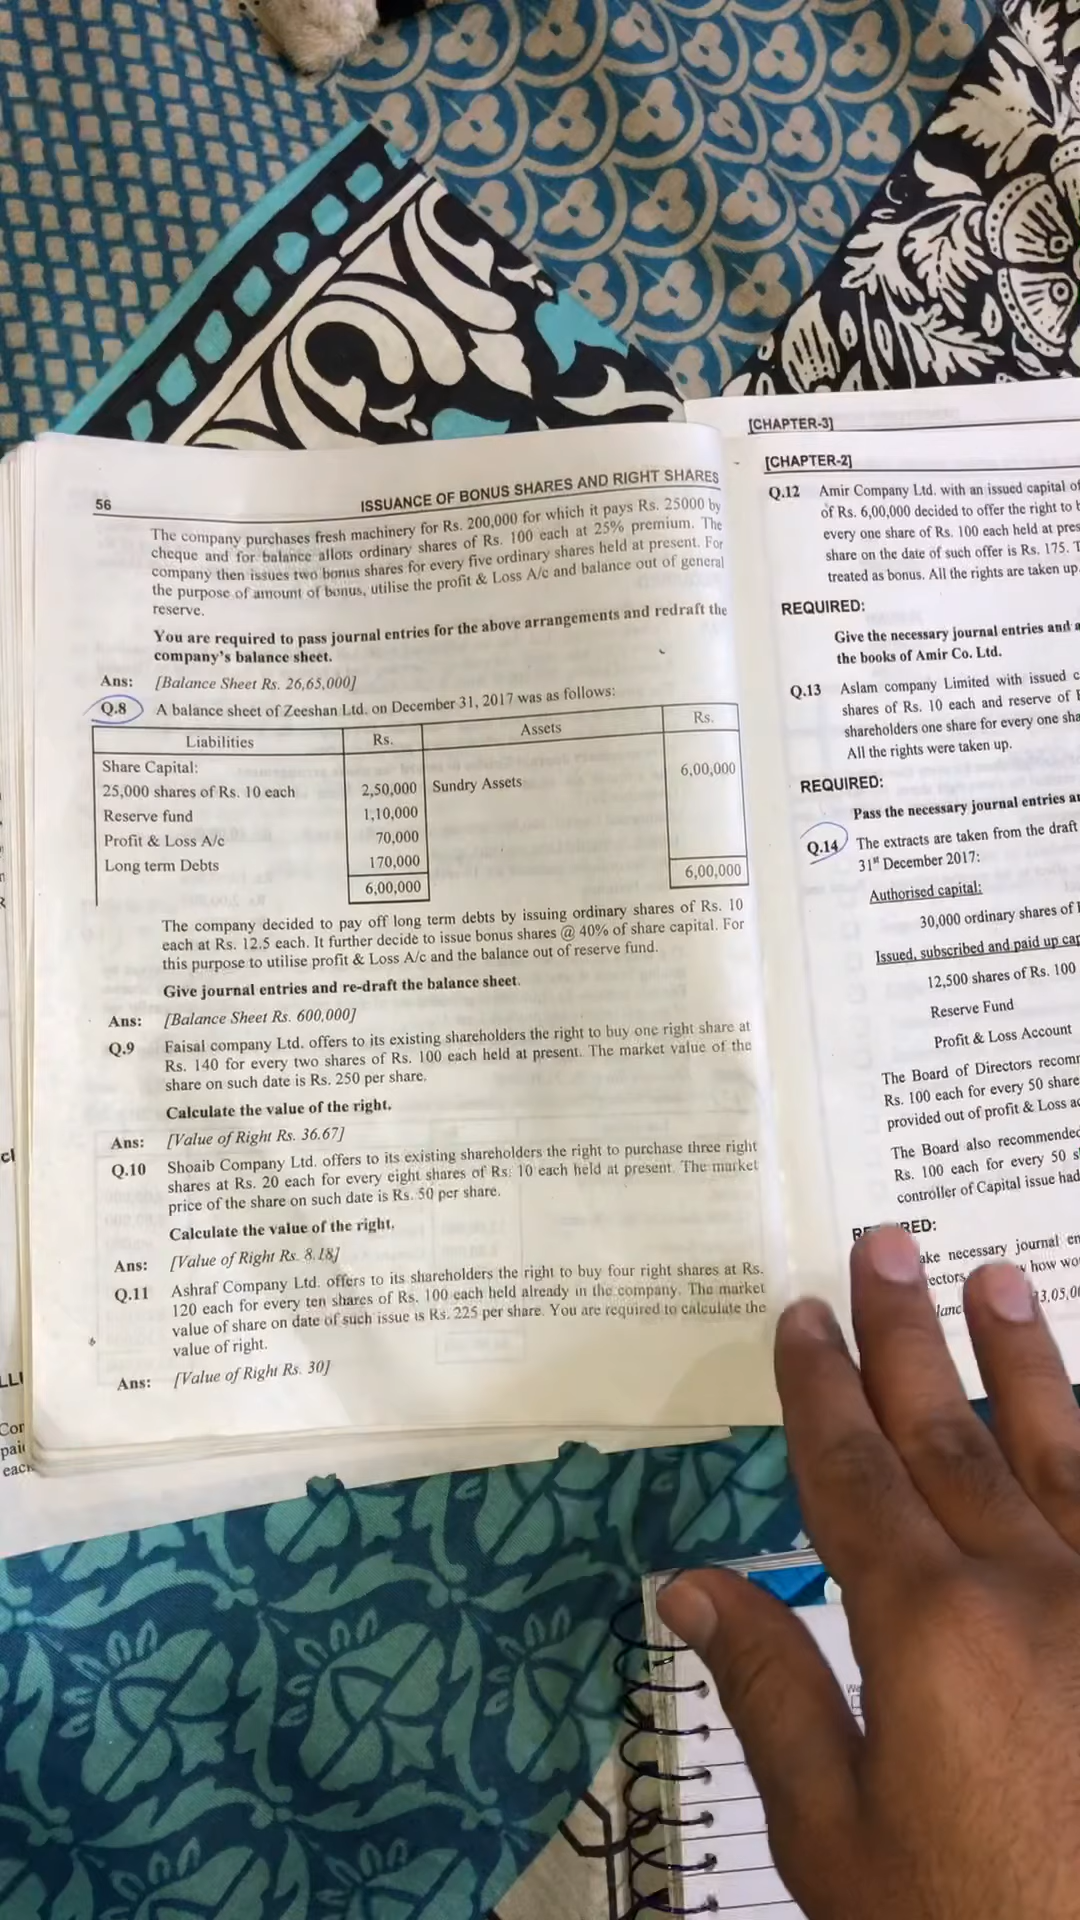 56
ISSUANCE OF BONUS SHARES AND RIGHT SHARES
The company purchases fresh machinery for Rs. 200,000 for which it pays Rs. 25000 by
cheque and for balance allots ordinary shares of Rs. 100 each at 25% premium. The
company then issues two bonus shares for every five ordinary shares held at present. For
the purpose of amount of bonus, utilise the profit & Loss A/c and balance out of general
reserve.
You are required to pass journal entries for the above arrangements and redraft the
company's balance sheet.
Ans: [Balance Sheet Rs. 26,65,000]
Q.8 A balance sheet of Zeeshan Ltd. on December 31, 2017 was as follows:
Liabilities Rs. Assets Rs.
Share Capital:
25,000 shares of Rs. 10 each 2,50,000 Sundry Assets 6,00,000
Reserve fund 1,10,000
Profit & Loss A/c 70,000
Long term Debts 170,000
6,00,000 6,00,000
The company decided to pay off long term debts by issuing ordinary shares of Rs. 10
each at Rs. 12.5 each. It further decide to issue bonus shares @ 40% of share capital. For
this purpose to utilise profit & Loss A/c and the balance out of reserve fund.
Give journal entries and re-draft the balance sheet.
Ans: [Balance Sheet Rs. 600,000]
Q.9 Faisal company Ltd. offers to its existing shareholders the right to buy one right share at
Rs. 140 for every two shares of Rs. 100 each held at present. The market value of the
share on such date is Rs. 250 per share.
Calculate the value of the right.
Ans: [Value of Right Rs. 36.67]
Q.10 Shoaib Company Ltd. offers to its existing shareholders the right to purchase three right
shares at Rs. 20 each for every eight shares of Rs: 10 each held at present. The market
price of the share on such date is Rs. 50 per share.
Calculate the value of the right.
Ans: [Value of Right Rs. 8.18]
Q.11 Ashraf Company Ltd. offers to its shareholders the right to buy four right shares at Rs.
120 each for every ten shares of Rs. 100 each held already in the company. The market
value of share on date of such issue is Rs. 225 per share. You are required to calculate the
value of right.
Ans: [Value of Right Rs. 30]
[CHAPTER-3]
[CHAPTER-2]
Q.12 Amir Company Ltd. with an issued capital of
of Rs. 6,00,000 decided to offer the right to
every one share of Rs. 100 each held at pres
share on the date of such offer is Rs. 175.
treated as bonus. All the rights are taken up.
REQUIRED:
Give the necessary journal entries and
the books of Amir Co. Ltd.
Q.13 Aslam company Limited with issued c
shares of Rs. 10 each and reserve of
shareholders one share for every one sha
All the rights were taken up.
REQUIRED:
Pass the necessary journal entries
Q.14 The extracts are taken from the draft
31st December 2017:
Authorised capital:
30,000 ordinary shares of
Issued, subscribed and paid up cap
12,500 shares of Rs. 100
Reserve Fund
Profit & Loss Account
The Board of Directors recomm
Rs. 100 each for every 50 share
provided out of profit & Loss
The Board also recommended
Rs. 100 each for every 50 s
controller of Capital issue had
RED:
ake necessary journal en
ectors how wo
lanc 13,05,0
cl
LLI
Cor
pai
each